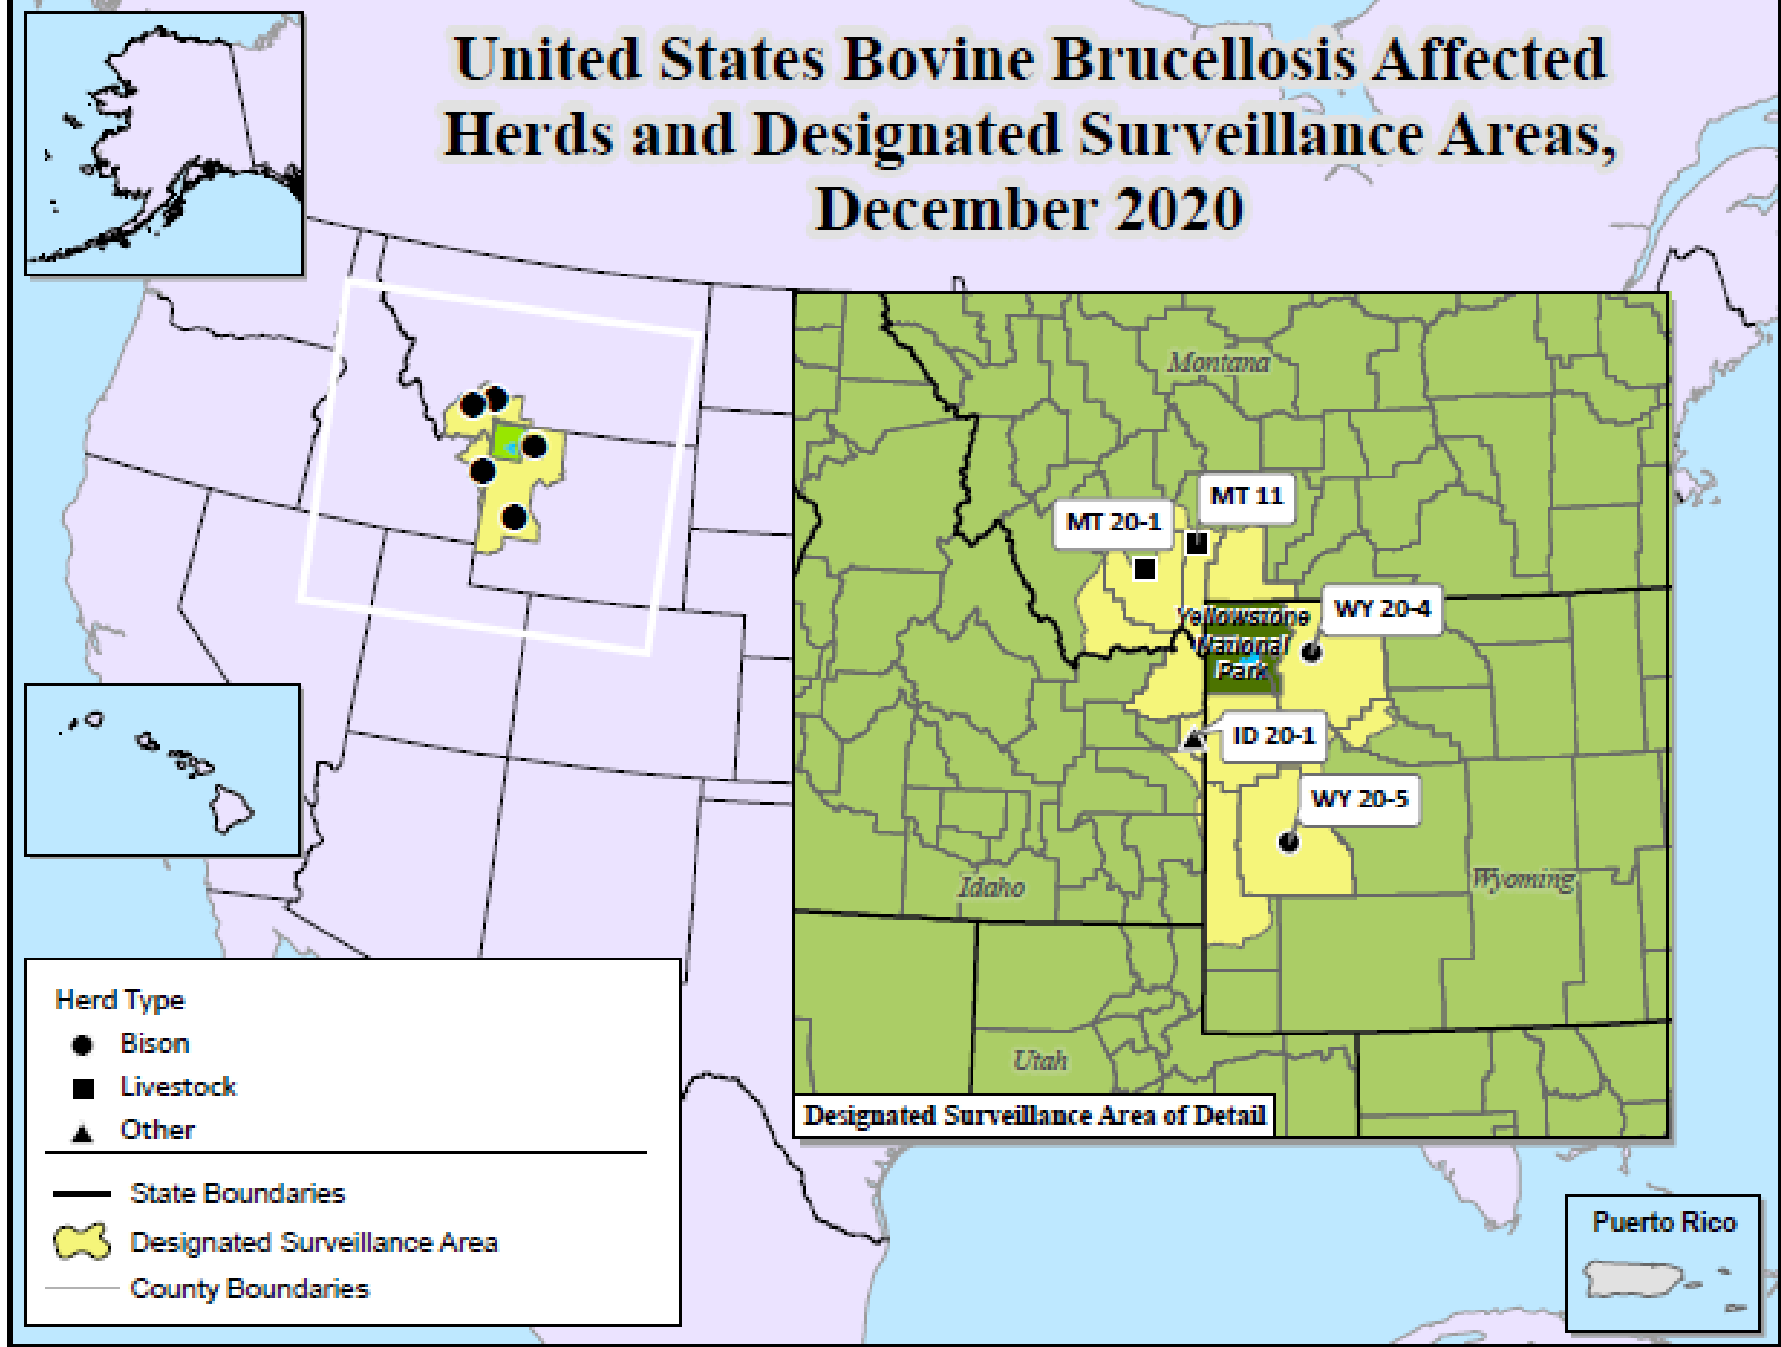 United States Bovine Brucellosis Affected
Herds and Designated Surveillance Areas,
December 2020
Montana
MT 11
MT 20-1
WY 20-4
Yellowstone
National
Park
ID 20-1
WY 20-5
Idaho
Wyoming
Utah
Designated Surveillance Area of Detail
Herd Type
Bison
Livestock
Other
State Boundaries
Designated Surveillance Area
County Boundaries
Puerto Rico